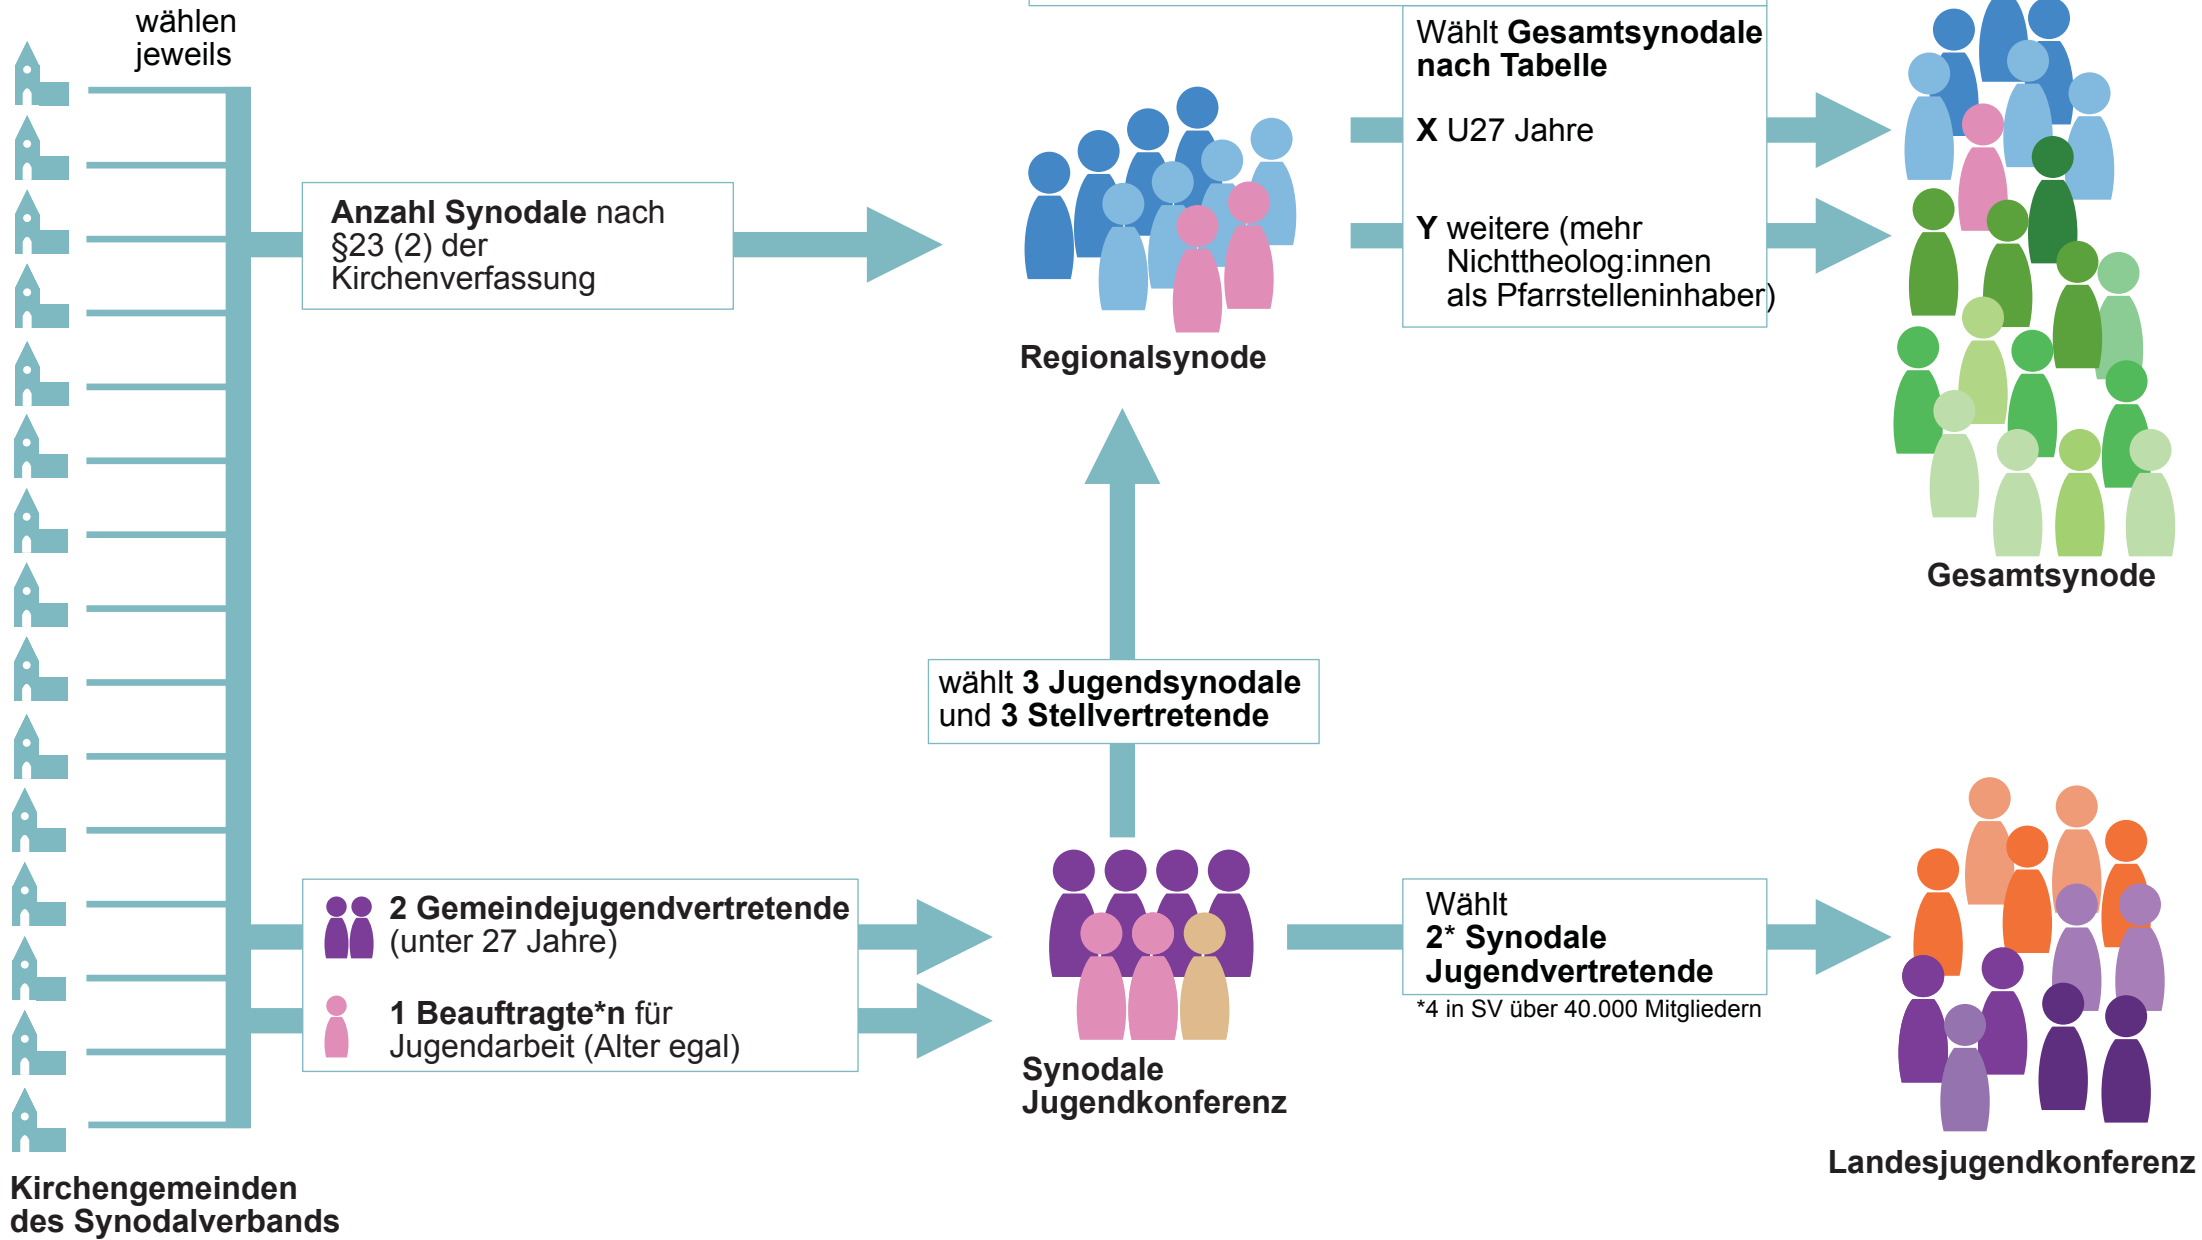 wählen
jeweils
Anzahl Synodale nach
§23 (2) der
Kirchenverfassung
Regionalsynode
Wählt Gesamtsynodale
nach Tabelle
X U27 Jahre
Y weitere (mehr
Nichttheolog:innen
als Pfarrstelleninhaber)
Gesamtsynode
wählt 3 Jugendsynodale
und 3 Stellvertretende
2 Gemeindejugendvertretende
(unter 27 Jahre)
1 Beauftragte*n für
Jugendarbeit (Alter egal)
Synodale
Jugendkonferenz
Wählt
2* Synodale
Jugendvertretende
*4 in SV über 40.000 Mitgliedern
Landesjugendkonferenz
Kirchengemeinden
des Synodalverbands